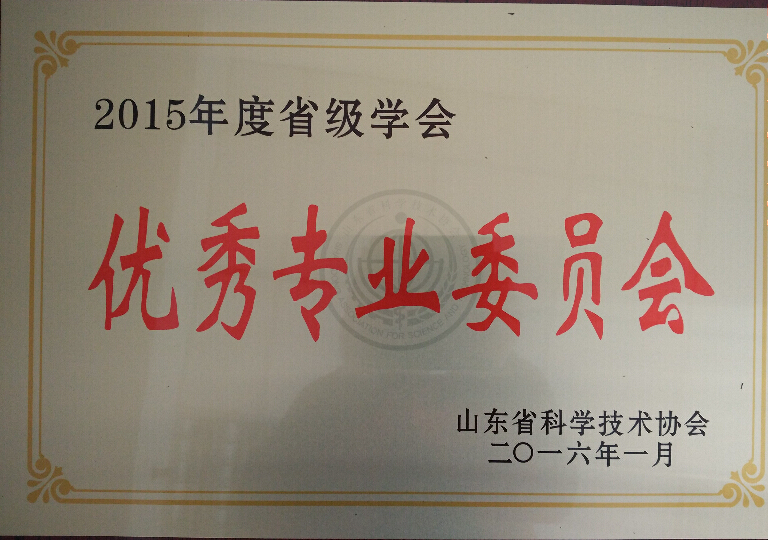 2015年度省级学会
优秀专业委员会
山东省科学技术协会
二〇一六年一月